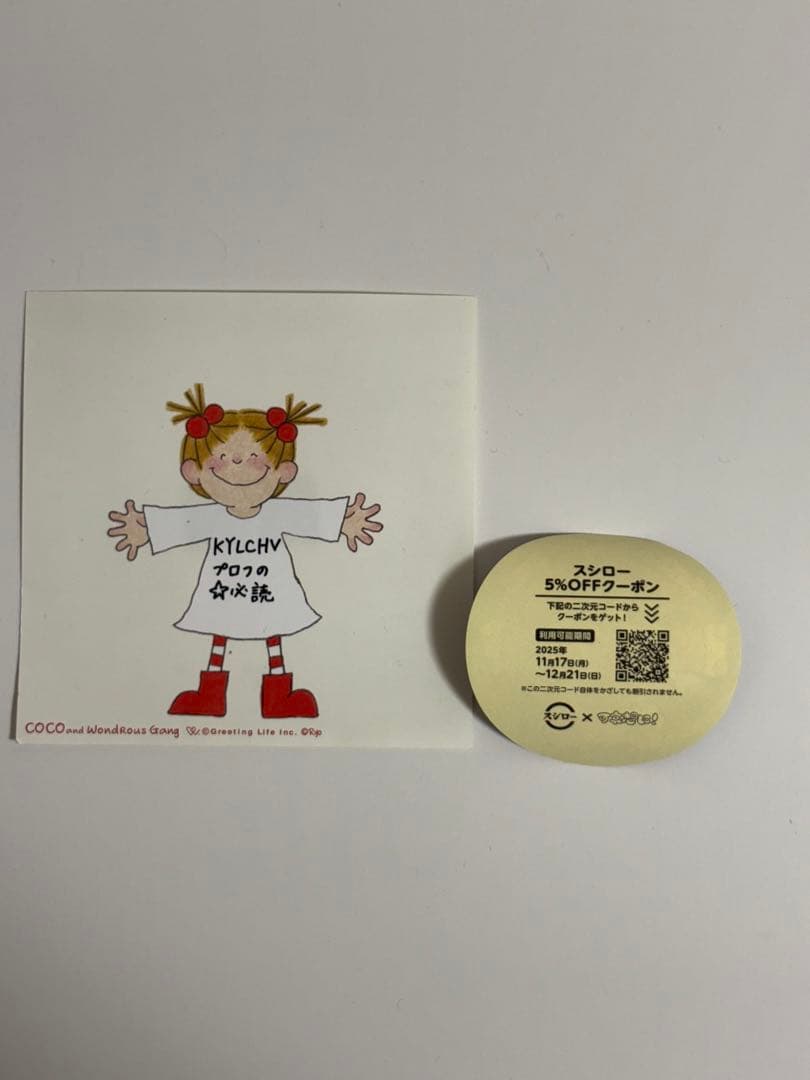 KYLCHV
プロフの
☆必読
COCO and WondRous Gang ©Greeting Life Inc. ©Ryo
スシロー
5%OFFクーポン
下記の二次元コードから
クーポンをゲット！
利用可能期間
2025年
11月17日(月)
～12月21日(日)
※この二次元コード自体をかざしても割引されません。
スシロー ×